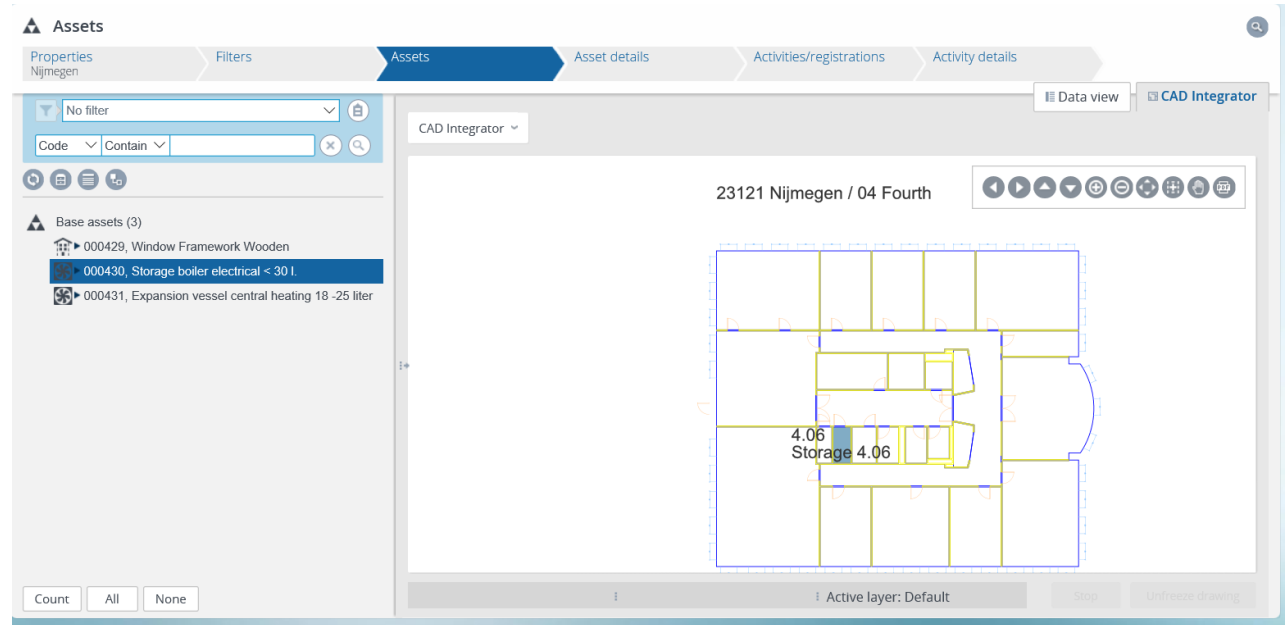 Assets
Properties
Nijmegen
Filters
Assets
Asset details
Activities/registrations
Activity details
Data view
CAD Integrator
No filter
Code
Contain
CAD Integrator
23121 Nijmegen / 04 Fourth
PDF
Base assets (3)
000429, Window Framework Wooden
000430, Storage boiler electrical < 30 l.
000431, Expansion vessel central heating 18 -25 liter
4.06
Storage 4.06
Count
All
None
Active layer: Default
Stop
Unfreeze drawing